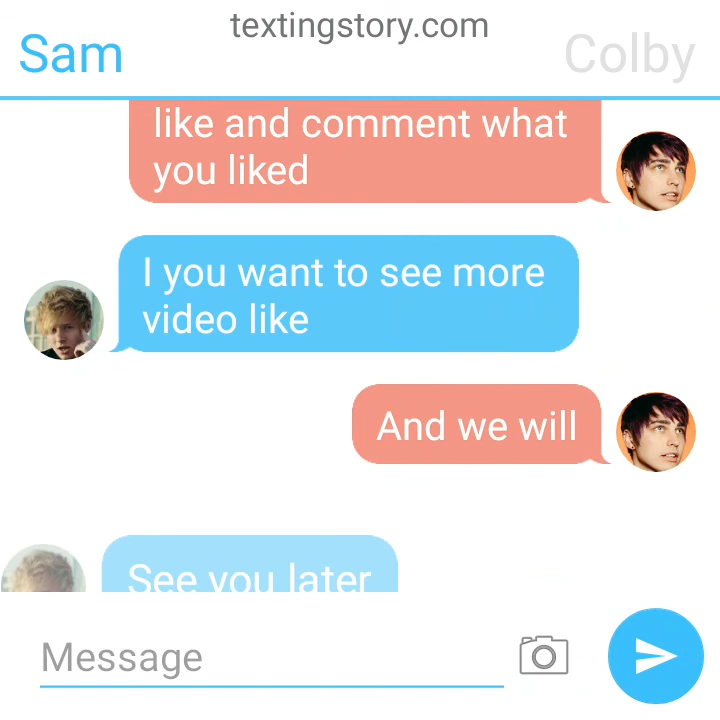 textingstory.com
Sam
Colby
like and comment what
you liked
I you want to see more
video like
And we will
See you later
Message